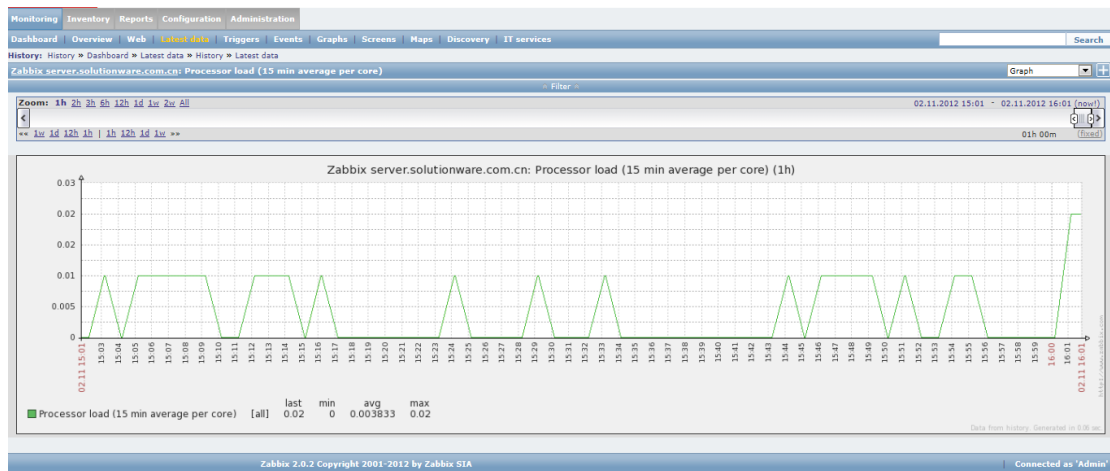 Monitoring Inventory Reports Configuration Administration
Dashboard | Overview | Web | Latest data | Triggers | Events | Graphs | Screens | Maps | Discovery | IT services Search
History: History » Dashboard » Latest data » History » Latest data
Zabbix server.solutionware.com.cn: Processor load (15 min average per core) Graph
Filter
Zoom: 1h 2h 3h 6h 12h 1d 1w 2w All 02.11.2012 15:01 - 02.11.2012 16:01 (now!)
«« 1w 1d 12h 1h | 1h 12h 1d 1w »» 01h 00m (fixed)
Zabbix server.solutionware.com.cn: Processor load (15 min average per core) (1h)
0.03
0.02
0.02
0.01
0.005
0
02.11 15:01 15:03 15:04 15:05 15:06 15:07 15:08 15:09 15:10 15:11 15:12 15:13 15:14 15:15 15:16 15:17 15:18 15:19 15:20 15:21 15:22 15:23 15:24 15:25 15:26 15:27 15:28 15:29 15:30 15:31 15:32 15:33 15:34 15:35 15:36 15:37 15:38 15:39 15:40 15:41 15:42 15:43 15:44 15:45 15:46 15:47 15:48 15:49 15:50 15:51 15:52 15:53 15:54 15:55 15:56 15:57 15:58 15:59 16:00 16:01 02.11 16:01
last min avg max
Processor load (15 min average per core) [all] 0.02 0 0.003833 0.02
Data from history. Generated in 0.06 sec
Zabbix 2.0.2 Copyright 2001-2012 by Zabbix SIA | Connected as 'Admin'